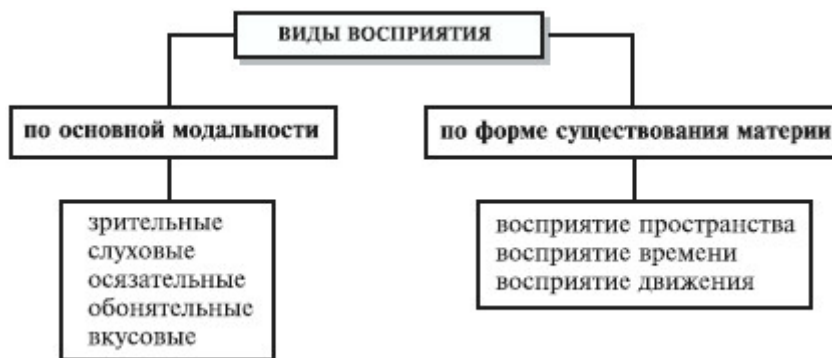 ВИДЫ ВОСПРИЯТИЯ
по основной модальности
по форме существования материи
зрительные
слуховые
осязательные
обонятельные
вкусовые
восприятие пространства
восприятие времени
восприятие движения